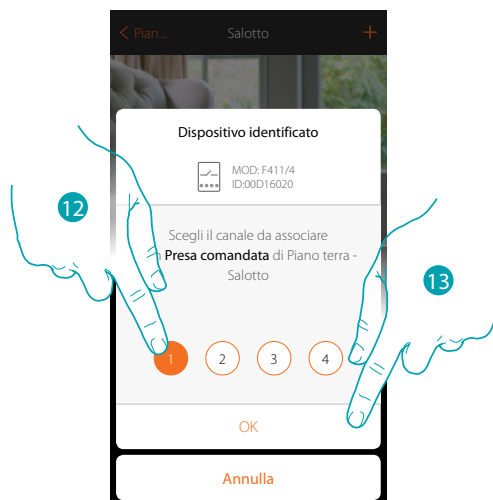 < Pian... Salotto +
Dispositivo identificato
MOD: F411/4
ID:00D16020
Scegli il canale da associare
Presa comandata di Piano terra -
Salotto
1 2 3 4
OK
Annulla
12
13